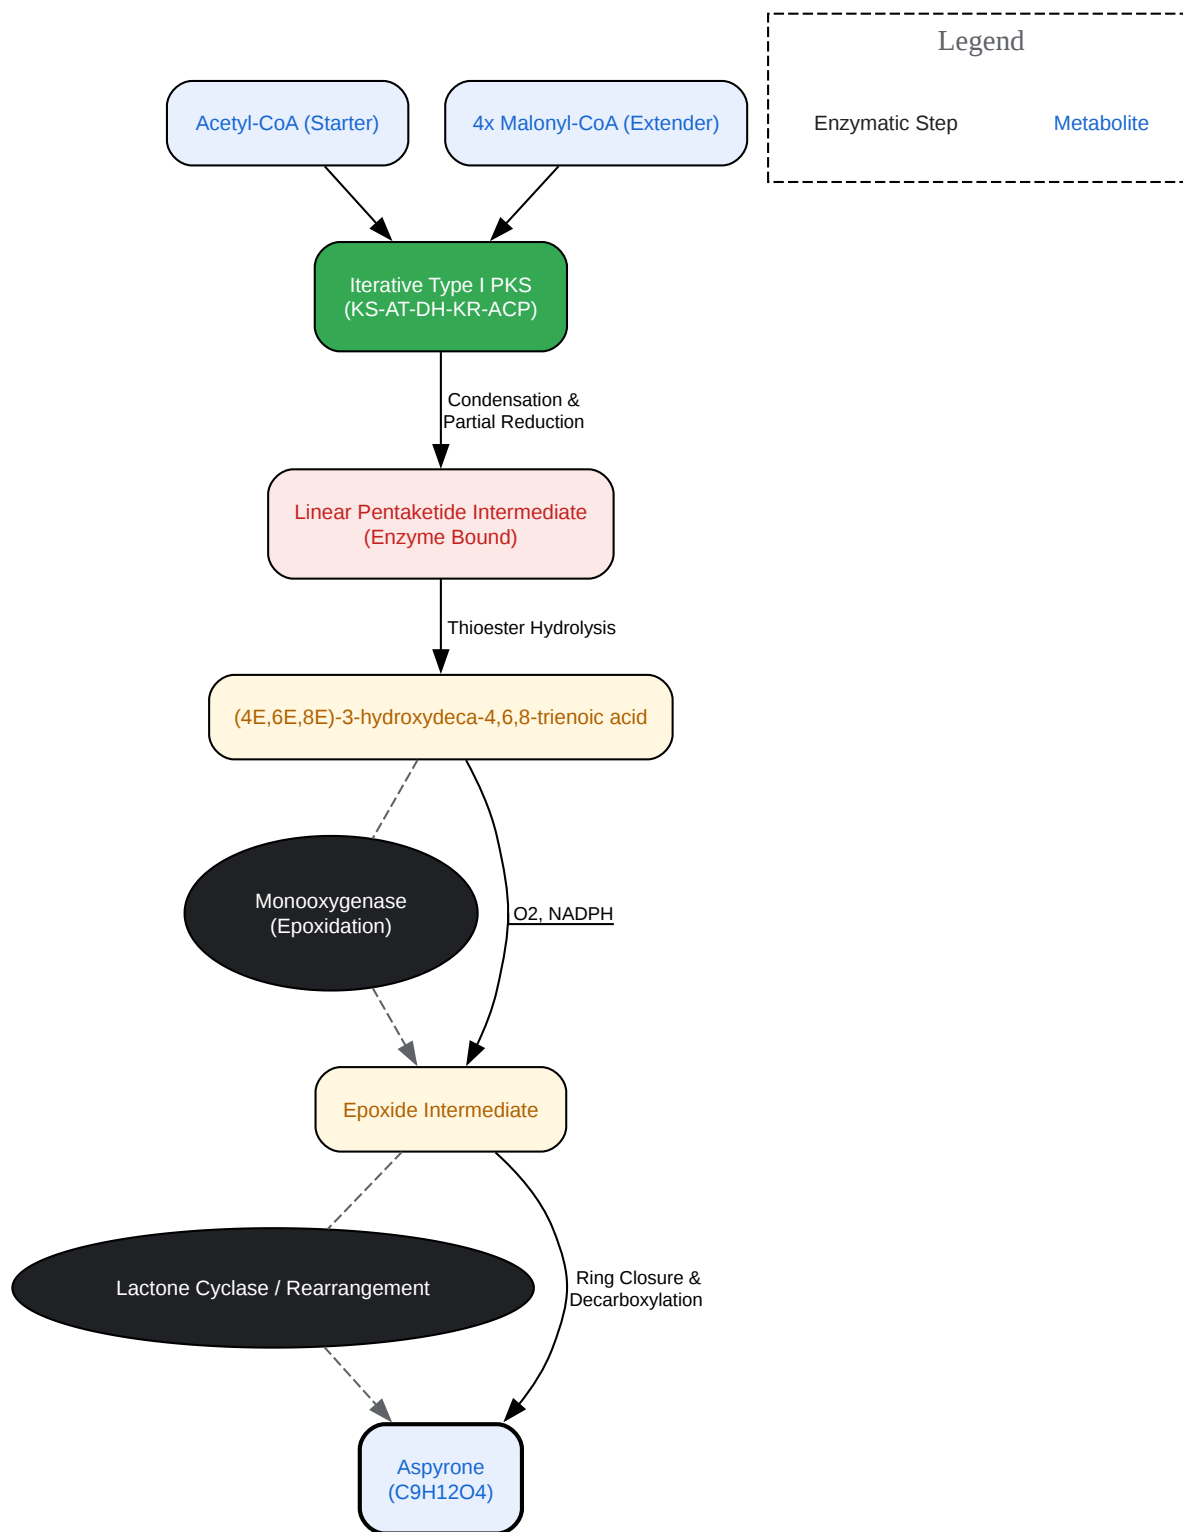 Legend
Enzymatic Step
Metabolite
Acetyl-CoA (Starter)
4x Malonyl-CoA (Extender)
Iterative Type I PKS
(KS-AT-DH-KR-ACP)
Condensation &
Partial Reduction
Linear Pentaketide Intermediate
(Enzyme Bound)
Thioester Hydrolysis
(4E,6E,8E)-3-hydroxydeca-4,6,8-trienoic acid
Monooxygenase
(Epoxidation)
O2, NADPH
Epoxide Intermediate
Lactone Cyclase / Rearrangement
Ring Closure &
Decarboxylation
Aspyrone
(C9H12O4)